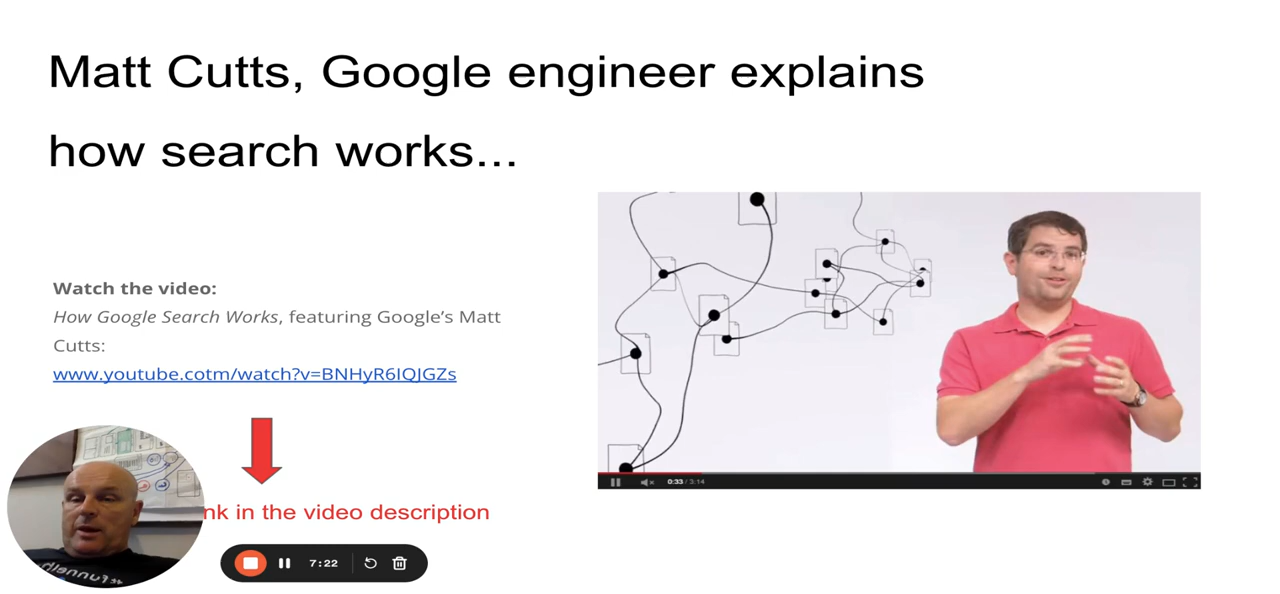 Matt Cutts, Google engineer explains
how search works...
Watch the video:
How Google Search Works, featuring Google's Matt
Cutts:
www.youtube.cotm/watch?v=BNHyR6IQJGZs
nk in the video description
0:33 / 3:14
7:22